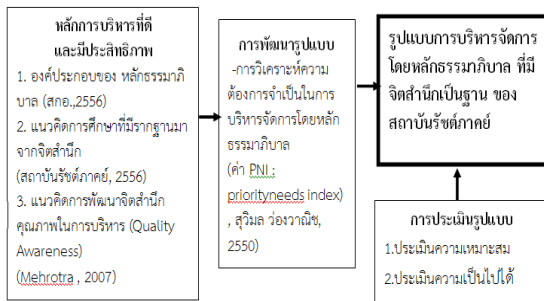 หลักการบริหารที่ดี
และมีประสิทธิภาพ
1. องค์ประกอบของ หลักธรรมาภิ
บาล (สกอ.,2556)
2. แนวคิดการศึกษาที่มีรากฐานมา
จากจิตสำนึก
(สถาบันรัชต์ภาคย์, 2556)
3. แนวคิดการพัฒนาจิตสำนึก
คุณภาพในการบริหาร (Quality
Awareness)
(Mehrotra , 2007)
การพัฒนารูปแบบ
-การวิเคราะห์ความ
ต้องการจำเป็นในการ
บริหารจัดการโดยหลัก
ธรรมาภิบาล
(ค่า PNI :
priorityneeds index)
, สุวิมล ว่องวาณิช,
2550)
รูปแบบการบริหารจัดการ
โดยหลักธรรมาภิบาล ที่มี
จิตสำนึกเป็นฐาน ของ
สถาบันรัชต์ภาคย์
การประเมินรูปแบบ
1.ประเมินความเหมาะสม
2.ประเมินความเป็นไปได้